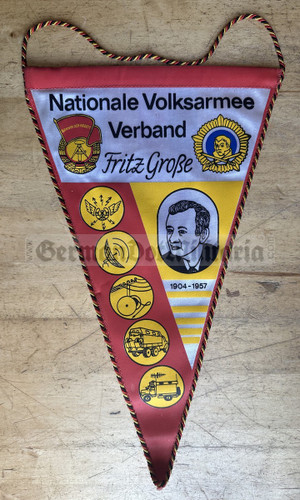 Nationale Volksarmee
Verband
Fritz Große
1904-1957